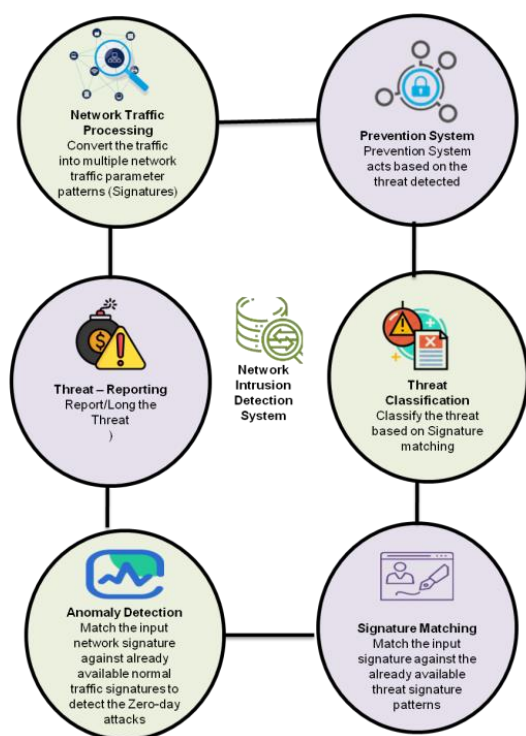 Network Traffic
Processing
Convert the traffic
into multiple network
traffic parameter
patterns (Signatures)
Prevention System
Prevention System
acts based on the
threat detected
Threat – Reporting
Report/Long the
Threat
)
Network
Intrusion
Detection
System
Threat
Classification
Classify the threat
based on Signature
matching
Anomaly Detection
Match the input
network signature
against already
available normal
traffic signatures to
detect the Zero-day
attacks
Signature Matching
Match the input
signature against the
already available
threat signature
patterns